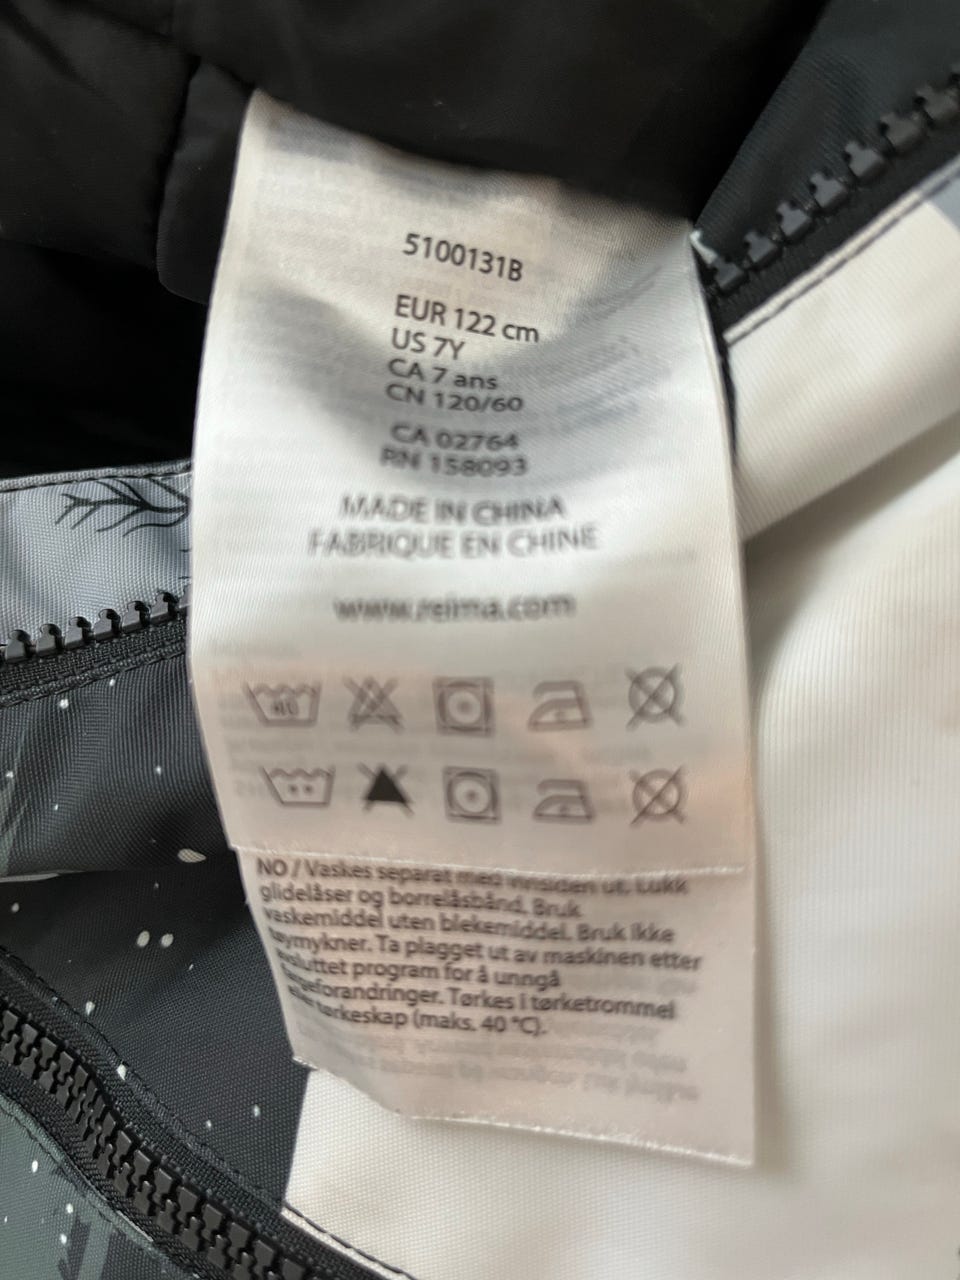 5100131B
EUR 122 cm
US 7Y
CA 7 ans
CN 120/60
CA 02764
RN 158093
MADE IN CHINA
FABRIQUE EN CHINE
www.reima.com
40
NO / Vaskes separat med vrengsiden ut. Lukk
glidelåser og borrelåsbånd. Bruk
vaskemiddel uten blekemiddel. Bruk ikke
tøymykner. Ta plagget ut av maskinen etter
avsluttet program for å unngå
fargeforandringer. Tørkes i tørketrommel
eller tørkeskap (maks. 40 °C).